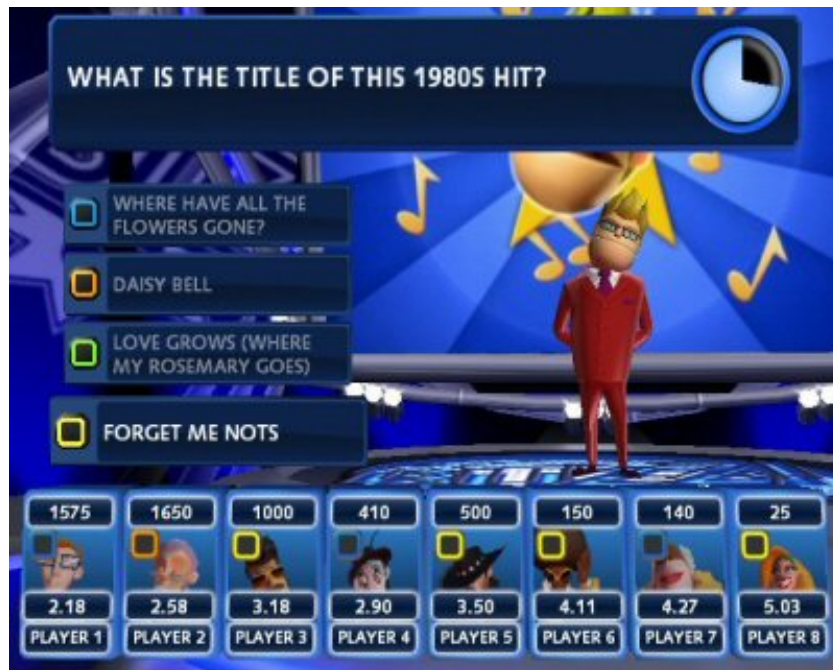 WHAT IS THE TITLE OF THIS 1980S HIT?
WHERE HAVE ALL THE
FLOWERS GONE?
DAISY BELL
LOVE GROWS (WHERE
MY ROSEMARY GOES)
FORGET ME NOTS
1575 1650 1000 410 500 150 140 25
2.18 2.58 3.18 2.90 3.50 4.11 4.27 5.03
PLAYER 1 PLAYER 2 PLAYER 3 PLAYER 4 PLAYER 5 PLAYER 6 PLAYER 7 PLAYER 8